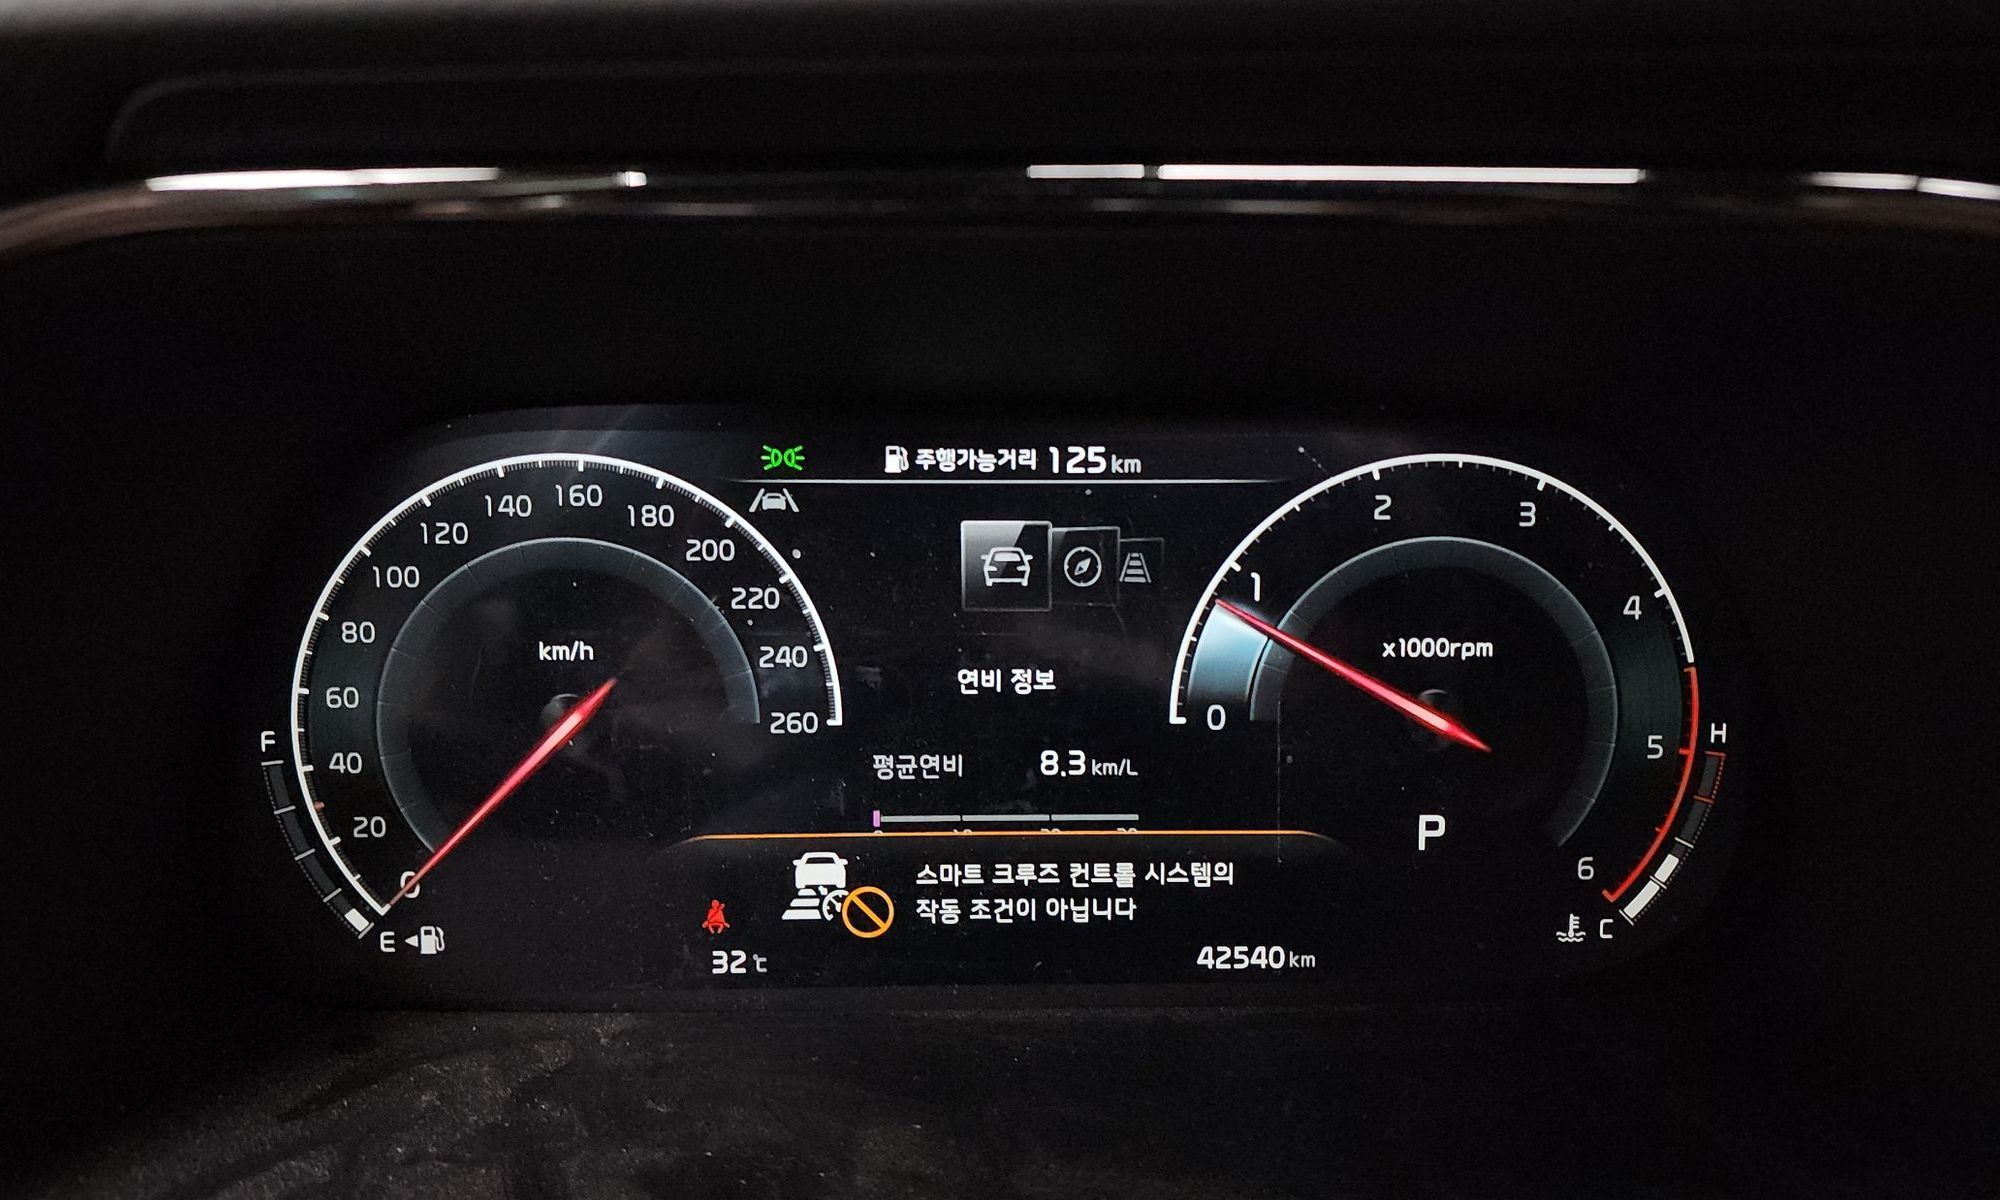 주행가능거리 125 km
0
20
40
60
80
100
120
140
160
180
200
220
240
260
km/h
F
E
연비 정보
평균연비 8.3 km/L
스마트 크루즈 컨트롤 시스템의
작동 조건이 아닙니다
32 ℃
42540 km
0
1
2
3
4
5
6
x1000rpm
P
H
C